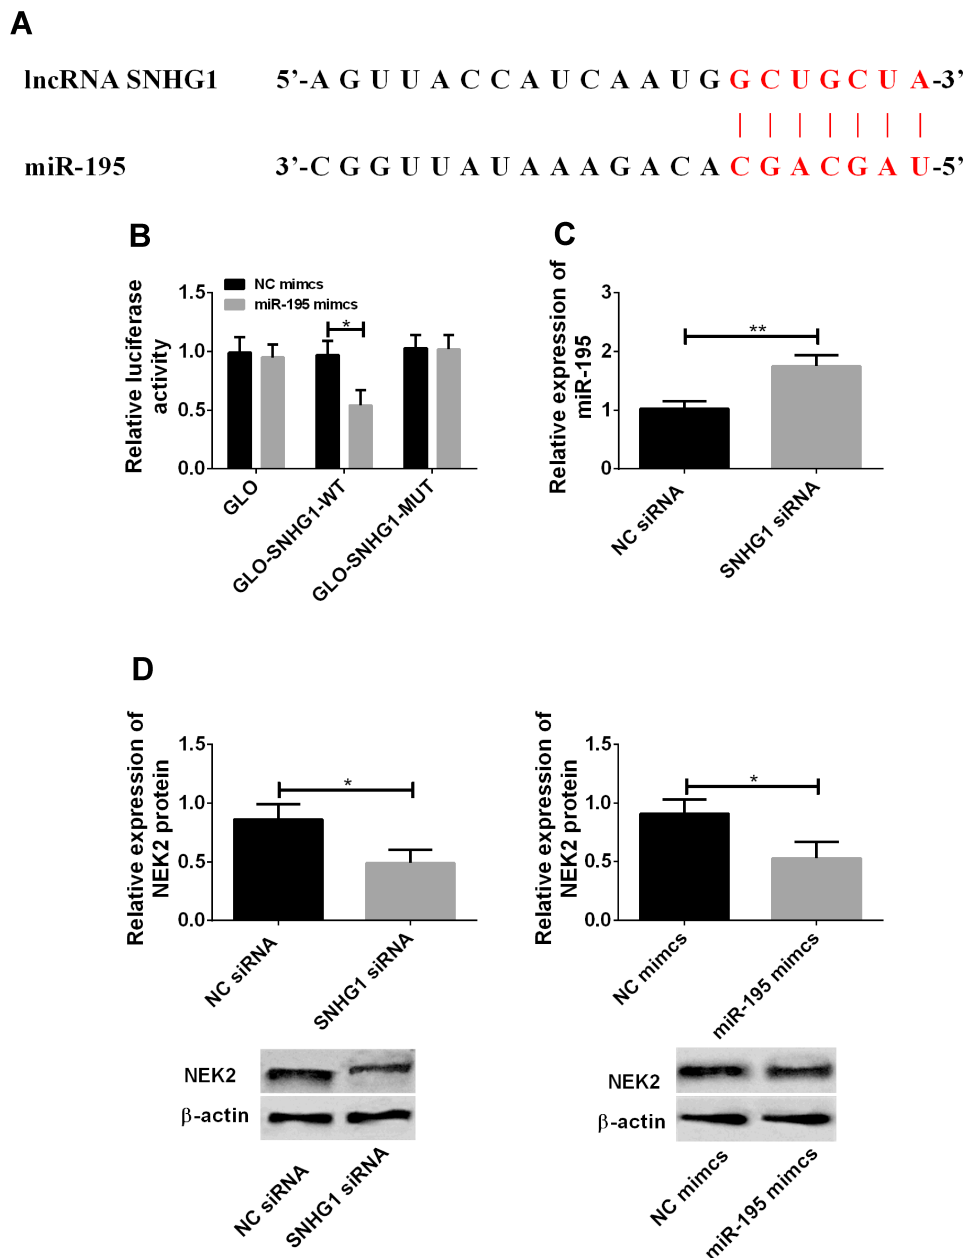 A
lncRNA SNHG1 5’-A G U U A C C A U C A A U G G C U G C U A-3’
miR-195 3’-C G G U U A U A A A G A C A C G A C G A U-5’
B
NC mimcs
miR-195 mimcs
Relative luciferase
activity
1.5
1.0
0.5
0.0
*
GLO
GLO-SNHG1-WT
GLO-SNHG1-MUT
C
Relative expression of
miR-195
3
2
1
0
**
NC siRNA
SNHG1 siRNA
D
Relative expression of
NEK2 protein
1.5
1.0
0.5
0.0
*
NC siRNA
SNHG1 siRNA
NEK2
β-actin
NC siRNA
SNHG1 siRNA
Relative expression of
NEK2 protein
1.5
1.0
0.5
0.0
*
NC mimcs
miR-195 mimcs
NEK2
β-actin
NC mimcs
miR-195 mimcs